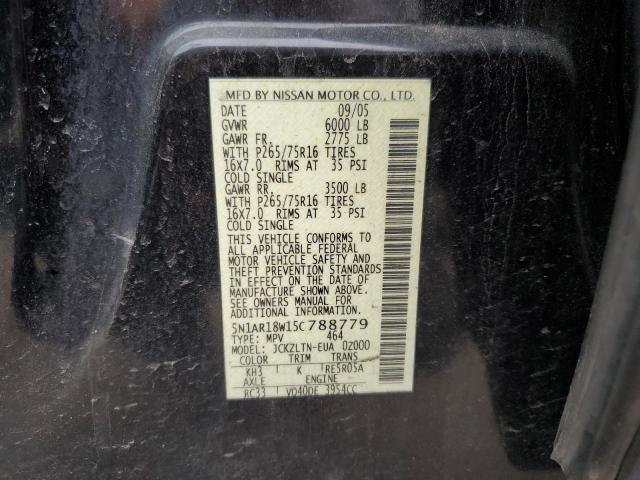 MFD BY NISSAN MOTOR CO., LTD.
DATE 09/05
GVWR 6000 LB
GAWR FR. 2775 LB
WITH P265/75R16 TIRES
16X7.0 RIMS AT 35 PSI
COLD SINGLE
GAWR RR. 3500 LB
WITH P265/75R16 TIRES
16X7.0 RIMS AT 35 PSI
COLD SINGLE
THIS VEHICLE CONFORMS TO
ALL APPLICABLE FEDERAL
MOTOR VEHICLE SAFETY AND
THEFT PREVENTION STANDARDS
IN EFFECT ON THE DATE OF
MANUFACTURE SHOWN ABOVE.
SEE OWNERS MANUAL FOR
ADDITIONAL INFORMATION.
5N1AR18W15C788779
TYPE: MPV 464
MODEL: JCKZLTN-EUA 0Z000
COLOR TRIM TRANS
KH3 K RE5R05A
AXLE ENGINE
RC33 VQ40DE 3954CC